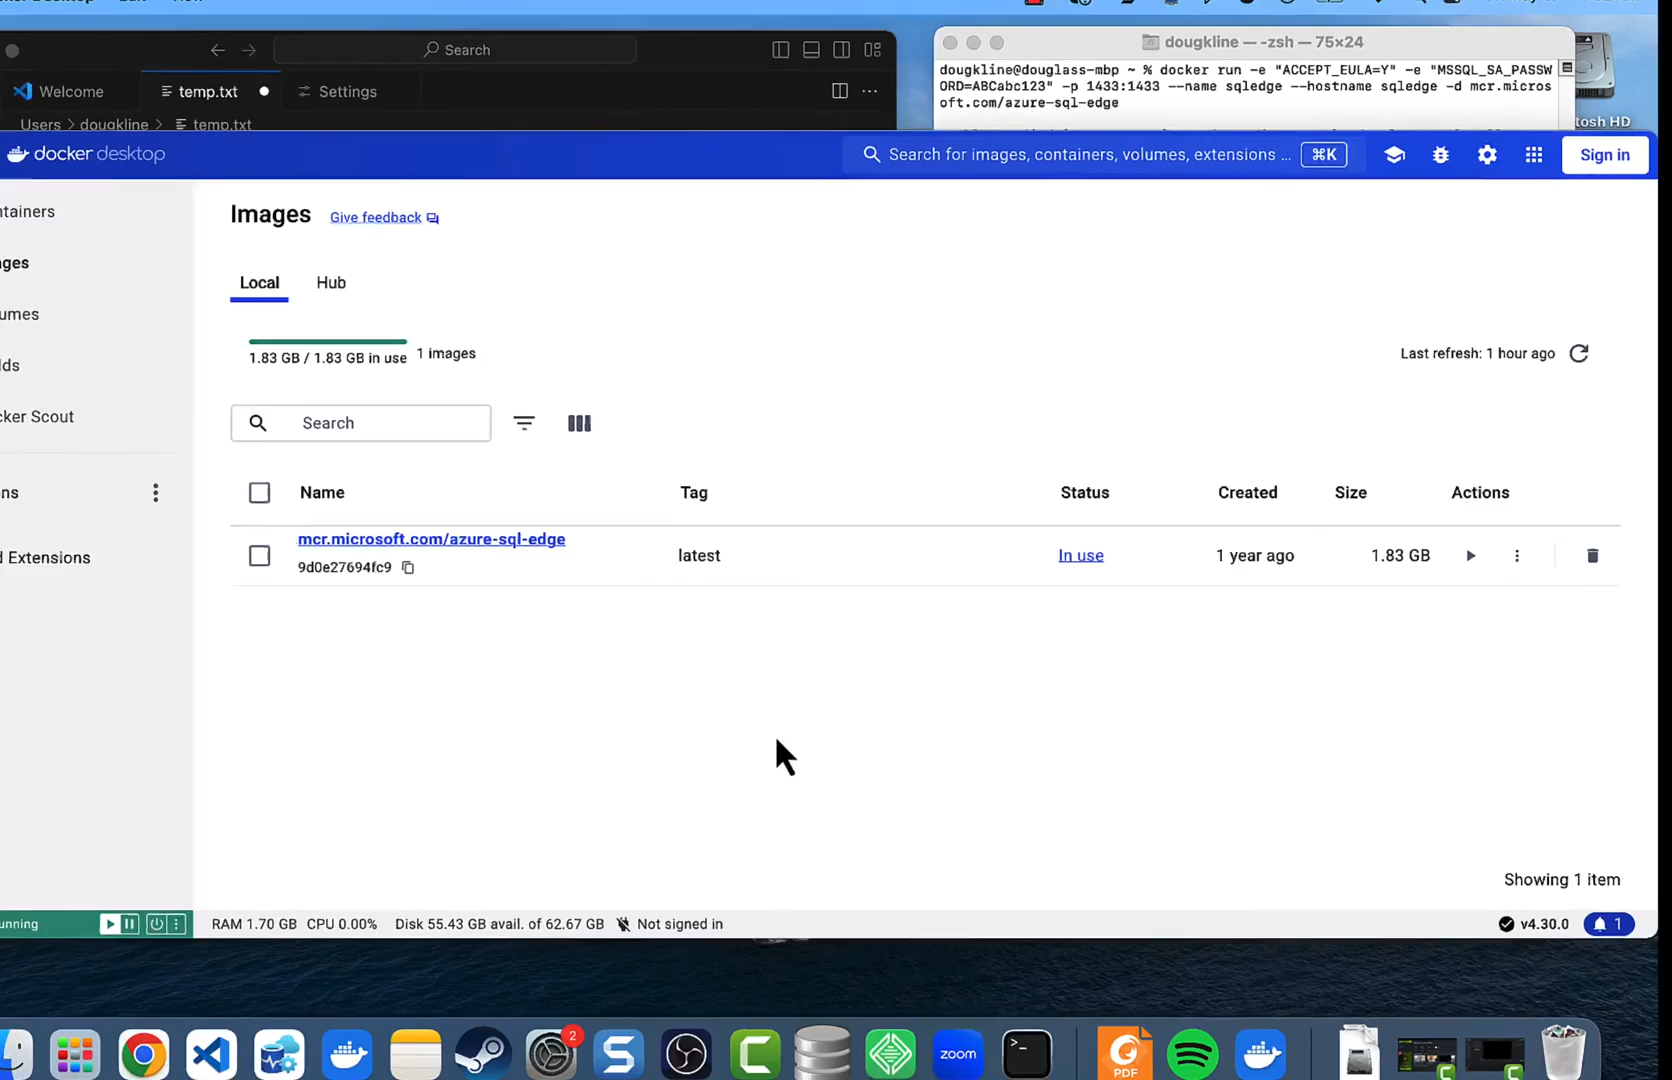 Search
dougkline — -zsh — 75×24
Welcome
temp.txt
Settings
Users > dougkline > temp.txt
dougkline@douglass-mbp ~ % docker run -e "ACCEPT_EULA=Y" -e "MSSQL_SA_PASSW
ORD=ABCabc123" -p 1433:1433 --name sqledge --hostname sqledge -d mcr.micros
oft.com/azure-sql-edge
tosh HD
docker desktop
Search for images, containers, volumes, extensions ...
⌘K
Sign in
ntainers
ges
umes
lds
cker Scout
ns
d Extensions
Images
Give feedback
Local
Hub
1.83 GB / 1.83 GB in use
1 images
Last refresh: 1 hour ago
Search
Name Tag Status Created Size Actions
mcr.microsoft.com/azure-sql-edge
9d0e27694fc9
latest
In use
1 year ago
1.83 GB
Showing 1 item
unning
RAM 1.70 GB CPU 0.00% Disk 55.43 GB avail. of 62.67 GB Not signed in
v4.30.0
1
2
zoom
PDF